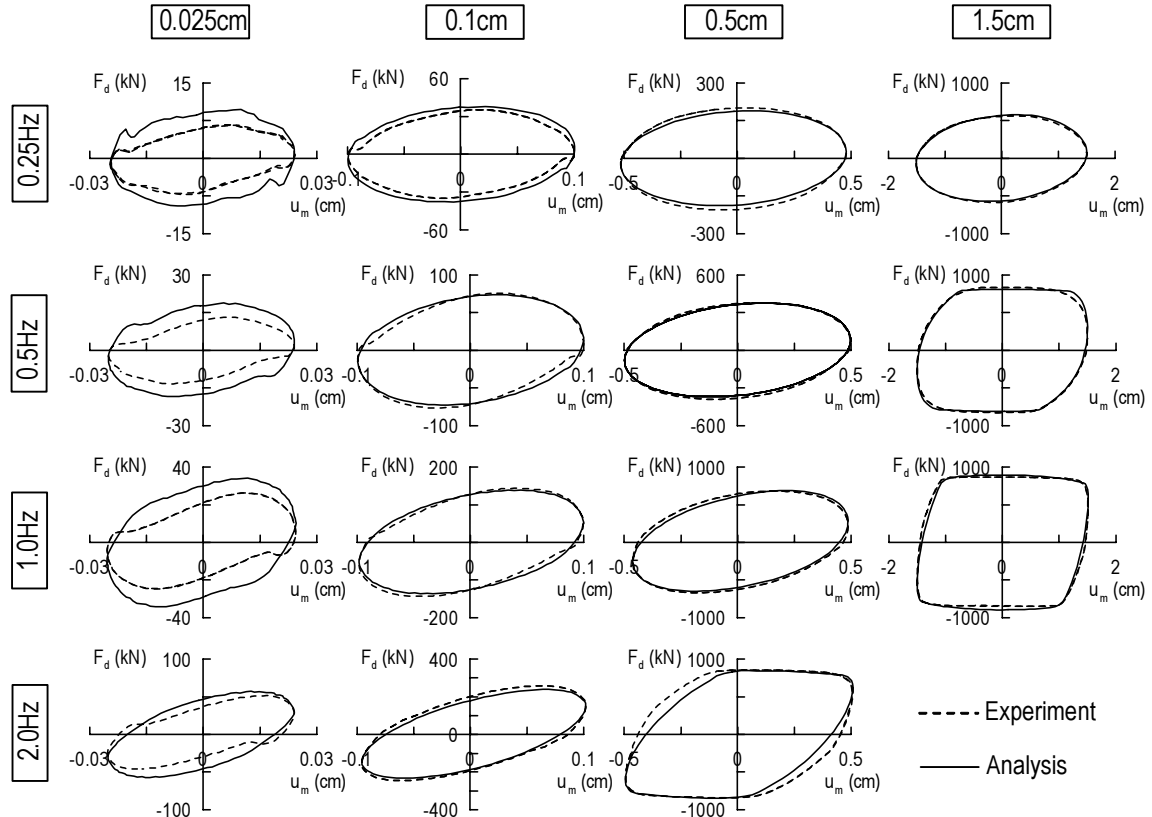 0.025cm 0.1cm 0.5cm 1.5cm
0.25Hz
F_d (kN) 15 F_d (kN) 60 F_d (kN) 300 F_d (kN) 1000
-0.03 0 0.03 -0.1 0 0.1 -0.5 0 0.5 -2 0 2
u_m (cm) u_m (cm) u_m (cm) u_m (cm)
-15 -60 -300 -1000
0.5Hz
F_d (kN) 30 F_d (kN) 100 F_d (kN) 600 F_d (kN) 1000
-0.03 0 0.03 -0.1 0 0.1 -0.5 0 0.5 -2 0 2
u_m (cm) u_m (cm) u_m (cm) u_m (cm)
-30 -100 -600 -1000
1.0Hz
F_d (kN) 40 F_d (kN) 200 F_d (kN) 1000 F_d (kN) 1000
-0.03 0 0.03 -0.1 0 0.1 -0.5 0 0.5 -2 0 2
u_m (cm) u_m (cm) u_m (cm) u_m (cm)
-40 -200 -1000 -1000
2.0Hz
F_d (kN) 100 F_d (kN) 400 F_d (kN) 1000
-0.03 0 0.03 -0.1 0 0.1 -0.5 0 0.5
u_m (cm) u_m (cm) u_m (cm)
-100 -400 -1000
Experiment
Analysis